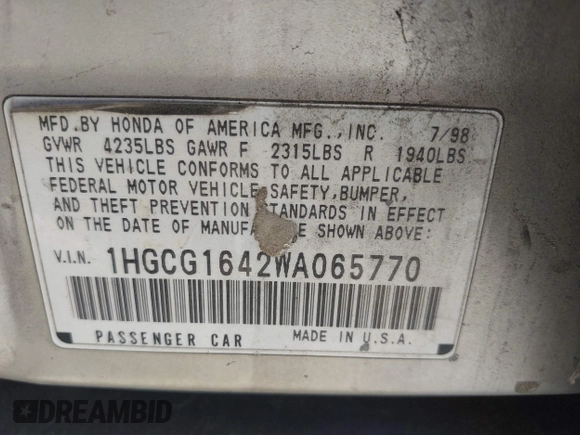 MFD.BY HONDA OF AMERICA MFG.,INC. 7/98
GVWR 4235LBS GAWR F 2315LBS R 1940LBS
THIS VEHICLE CONFORMS TO ALL APPLICABLE
FEDERAL MOTOR VEHICLE SAFETY,BUMPER,
AND THEFT PREVENTION STANDARDS IN EFFECT
ON THE DATE OF MANUFACTURE SHOWN ABOVE:
V.I.N. 1HGCG1642WA065770
PASSENGER CAR MADE IN U.S.A.
DREAMBID